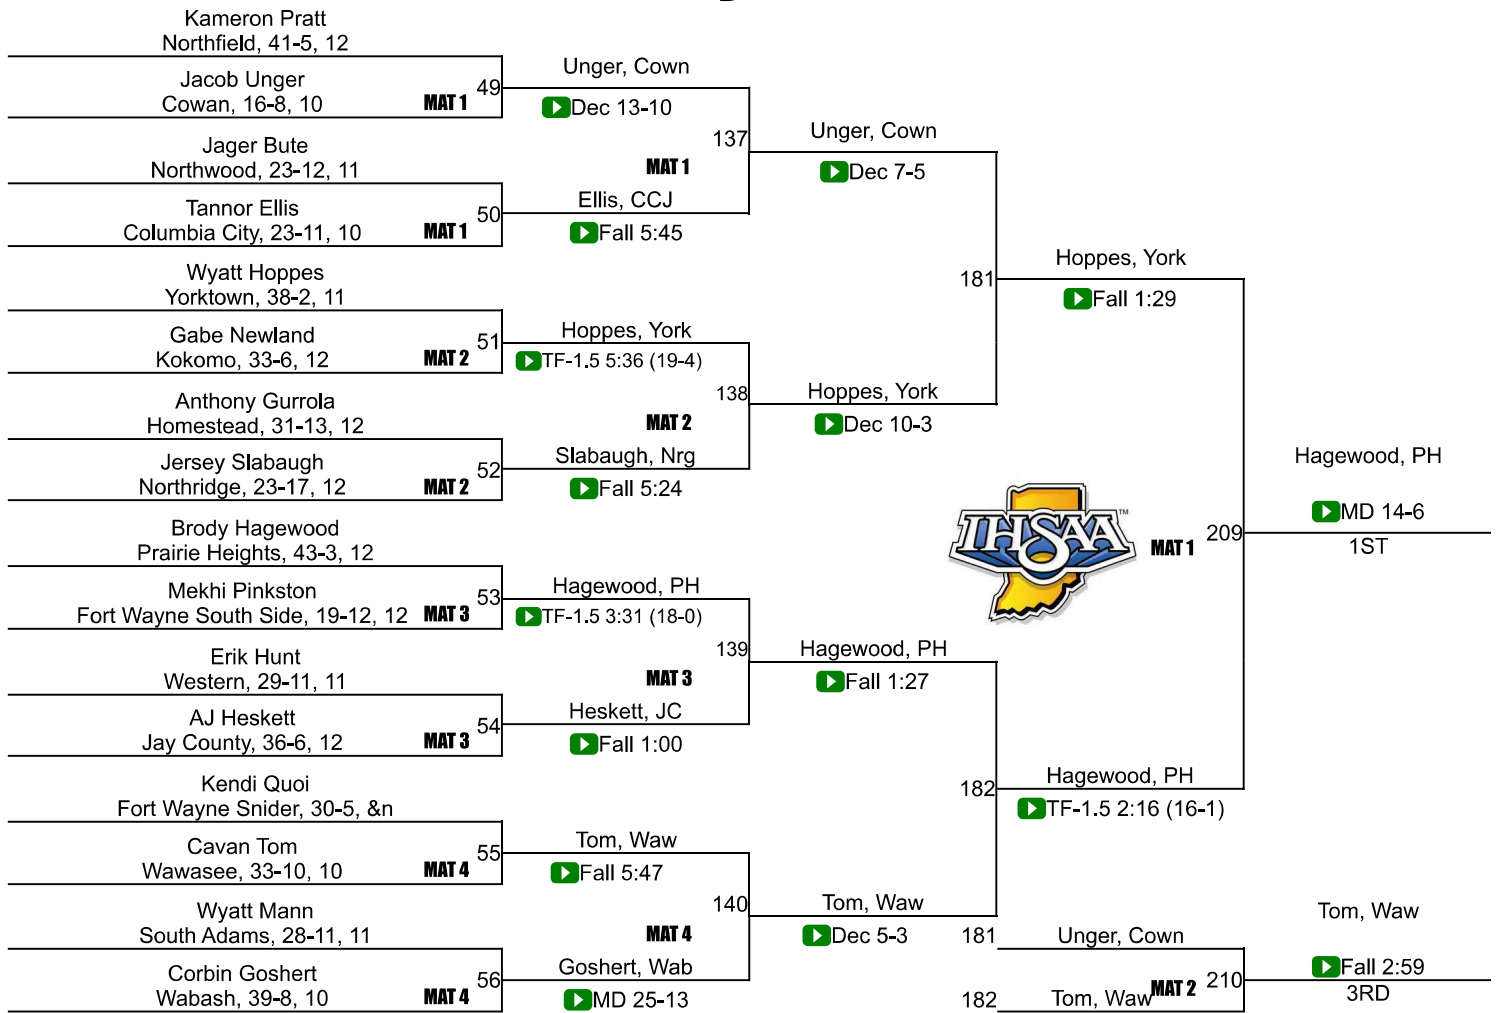 Kameron Pratt
Northfield, 41-5, 12
Jacob Unger
Cowan, 16-8, 10
MAT 1
49
Jager Bute
Northwood, 23-12, 11
Tannor Ellis
Columbia City, 23-11, 10
MAT 1
50
Wyatt Hoppes
Yorktown, 38-2, 11
Gabe Newland
Kokomo, 33-6, 12
MAT 2
51
Anthony Gurrola
Homestead, 31-13, 12
Jersey Slabaugh
Northridge, 23-17, 12
MAT 2
52
Brody Hagewood
Prairie Heights, 43-3, 12
Mekhi Pinkston
Fort Wayne South Side, 19-12, 12
MAT 3
53
Erik Hunt
Western, 29-11, 11
AJ Heskett
Jay County, 36-6, 12
MAT 3
54
Kendi Quoi
Fort Wayne Snider, 30-5, &n
Cavan Tom
Wawasee, 33-10, 10
MAT 4
55
Wyatt Mann
South Adams, 28-11, 11
Corbin Goshert
Wabash, 39-8, 10
MAT 4
56
Unger, Cown
Dec 13-10
137
MAT 1
Ellis, CCJ
Fall 5:45
Hoppes, York
TF-1.5 5:36 (19-4)
138
MAT 2
Slabaugh, Nrg
Fall 5:24
Hagewood, PH
TF-1.5 3:31 (18-0)
139
MAT 3
Heskett, JC
Fall 1:00
Tom, Waw
Fall 5:47
140
MAT 4
Goshert, Wab
MD 25-13
Unger, Cown
Dec 7-5
181
Hoppes, York
Dec 10-3
Hagewood, PH
Fall 1:27
182
Tom, Waw
Dec 5-3
Hoppes, York
Fall 1:29
IHSAA
TM
MAT 1
209
Hagewood, PH
TF-1.5 2:16 (16-1)
Hagewood, PH
MD 14-6
1ST
181
Unger, Cown
MAT 2
210
182
Tom, Waw
Tom, Waw
Fall 2:59
3RD